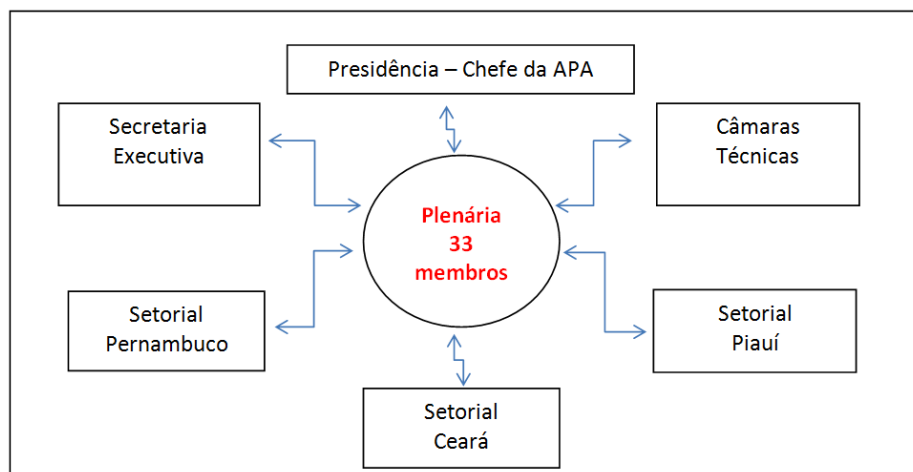 Presidência – Chefe da APA
Secretaria
Executiva
Câmaras
Técnicas
Plenária
33
membros
Setorial
Pernambuco
Setorial
Piauí
Setorial
Ceará